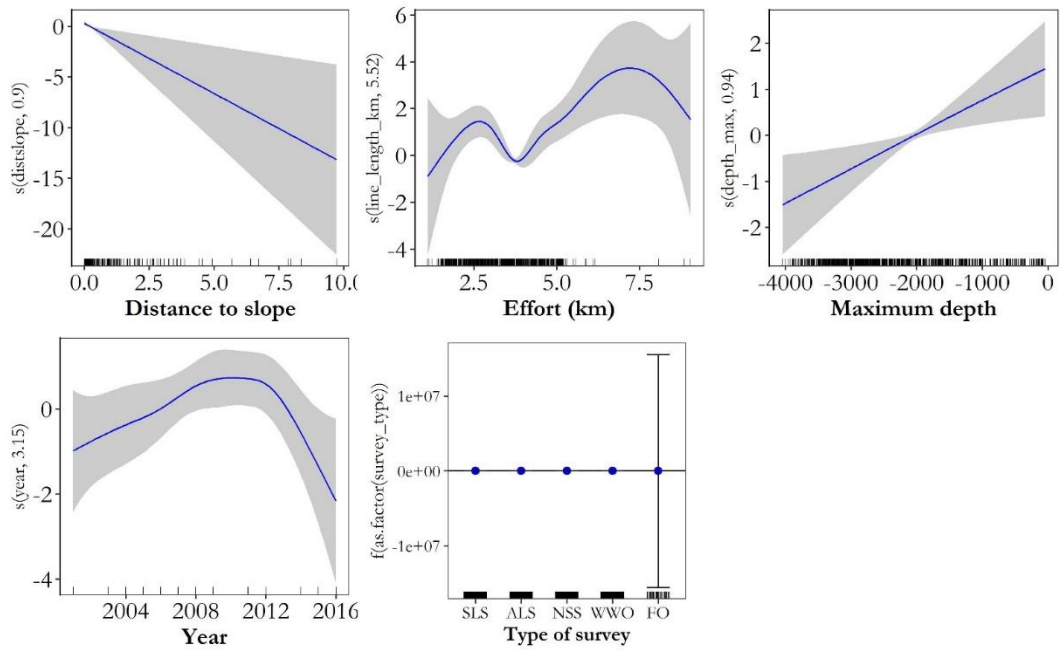 s(distslope, 0.9)
0
-5
-10
-15
-20
0.0 2.5 5.0 7.5 10.0
Distance to slope
s(line_length_km, 5.52)
6
4
2
0
-2
-4
2.5 5.0 7.5
Effort (km)
s(depth_max, 0.94)
2
1
0
-1
-2
-4000 -3000 -2000 -1000 0
Maximum depth
s(year, 3.15)
0
-2
-4
2004 2008 2012 2016
Year
f(as.factor(survey_type))
1e+07
0e+00
-1e+07
SLS ALS NSS WWO FO
Type of survey